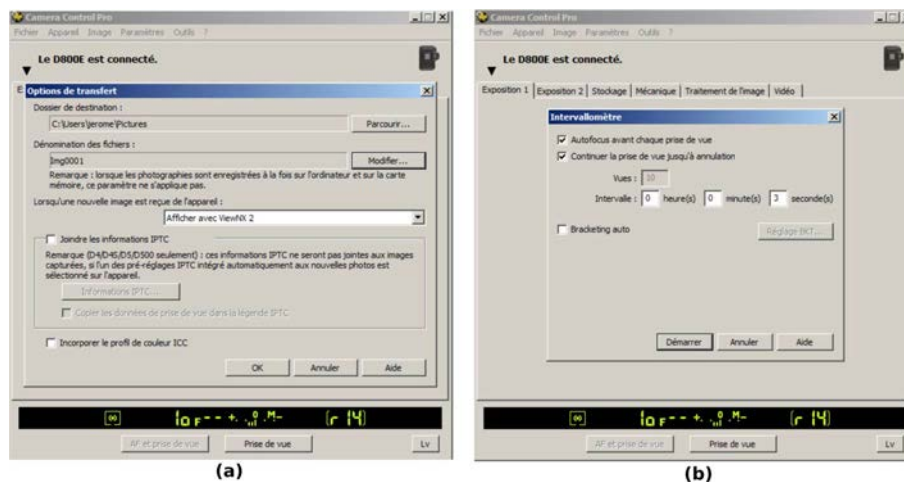 Camera Control Pro
Fichier Appareil Image Paramètres Outils ?
Le D800E est connecté.
Options de transfert
Dossier de destination :
C:\Users\jerome\Pictures
Parcourir...
Dénomination des fichiers :
Img0001
Modifier...
Remarque : lorsque les photographies sont enregistrées à la fois sur l'ordinateur et sur la carte
mémoire, ce paramètre ne s'applique pas.
Lorsqu'une nouvelle image est reçue de l'appareil :
Afficher avec ViewNX 2
Joindre les informations IPTC
Remarque (D4/D4S/D5/D500 seulement) : ces informations IPTC ne seront pas jointes aux images
capturées, si l'un des pré-réglages IPTC intégré automatiquement aux nouvelles photos est
sélectionné sur l'appareil.
Informations IPTC...
Copier les données de prise de vue dans la légende IPTC
Incorporer le profil de couleur ICC
OK Annuler Aide
AF et prise de vue Prise de vue Lv
(a)
Camera Control Pro
Fichier Appareil Image Paramètres Outils ?
Le D800E est connecté.
Exposition 1 Exposition 2 Stockage Mécanique Traitement de l'image Vidéo
Intervallomètre
Autofocus avant chaque prise de vue
Continuer la prise de vue jusqu'à annulation
Vues : 10
Intervalle : 0 heure(s) 0 minute(s) 3 seconde(s)
Bracketing auto
Réglage BKT...
Démarrer Annuler Aide
AF et prise de vue Prise de vue Lv
(b)